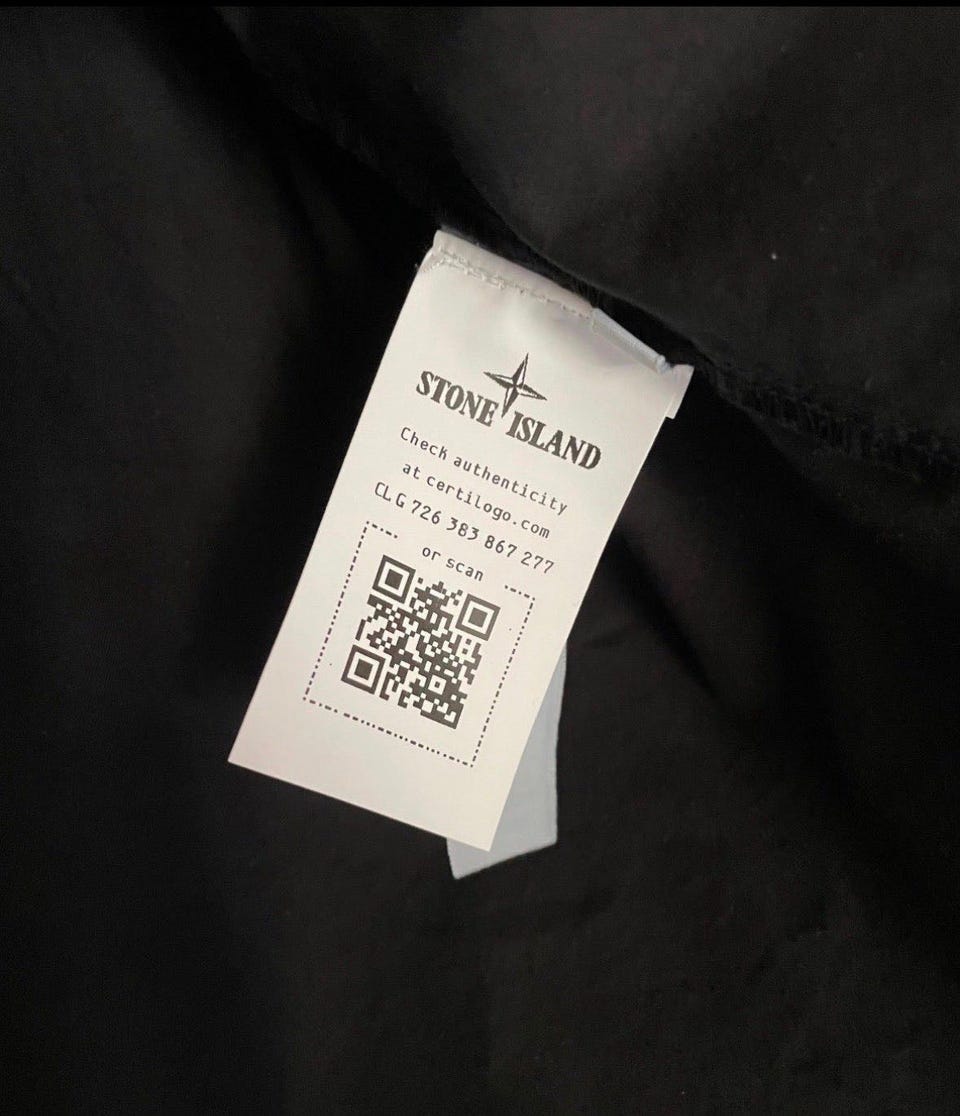 STONE ISLAND
Check authenticity
at certilogo.com
CLG 726 383 867 277
or scan